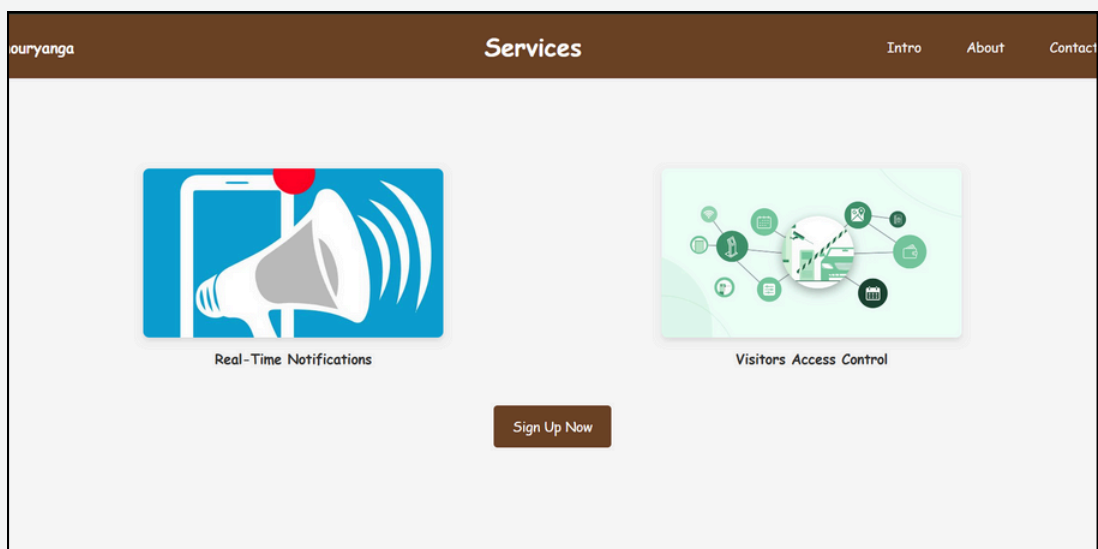 ouryanga
Services
Intro
About
Contact
Real-Time Notifications
Visitors Access Control
Sign Up Now